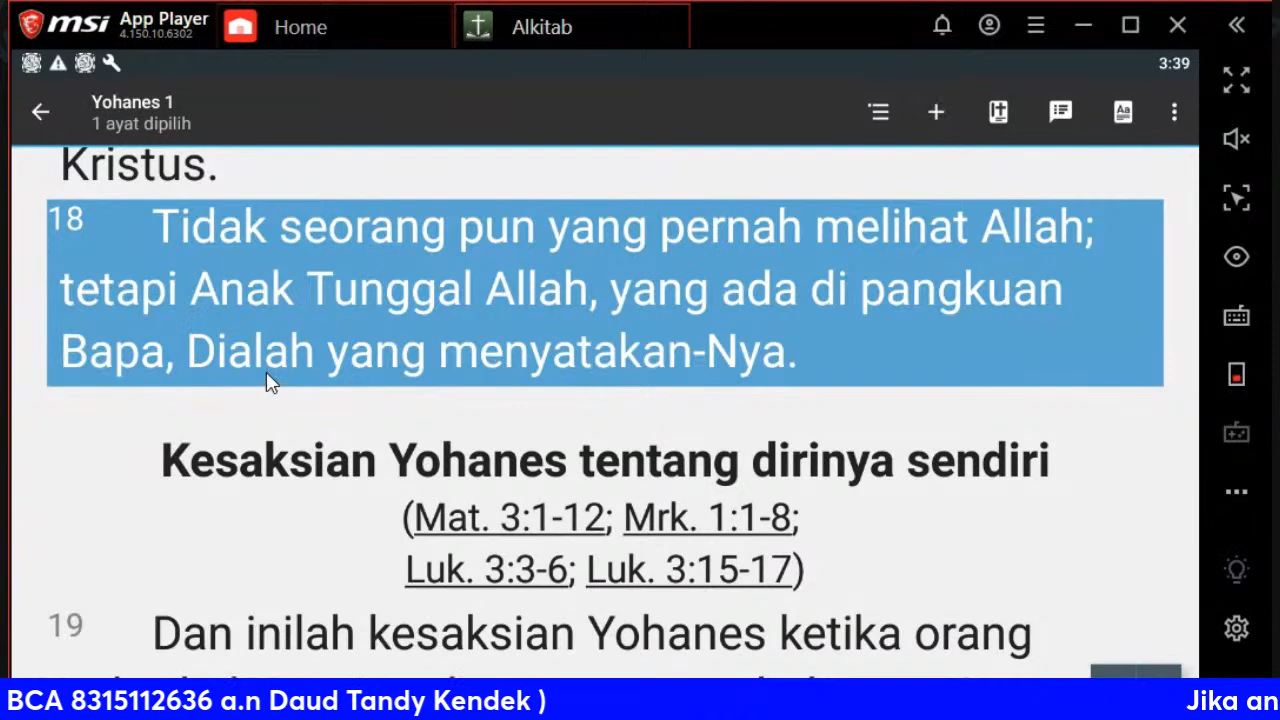 msi App Player
4.150.10.6302
Home
Alkitab
3:39
Yohanes 1
1 ayat dipilih
Kristus.
18 Tidak seorang pun yang pernah melihat Allah;
tetapi Anak Tunggal Allah, yang ada di pangkuan
Bapa, Dialah yang menyatakan-Nya.
Kesaksian Yohanes tentang dirinya sendiri
(Mat. 3:1-12; Mrk. 1:1-8;
Luk. 3:3-6; Luk. 3:15-17)
19 Dan inilah kesaksian Yohanes ketika orang
BCA 8315112636 a.n Daud Tandy Kendek ) Jika an